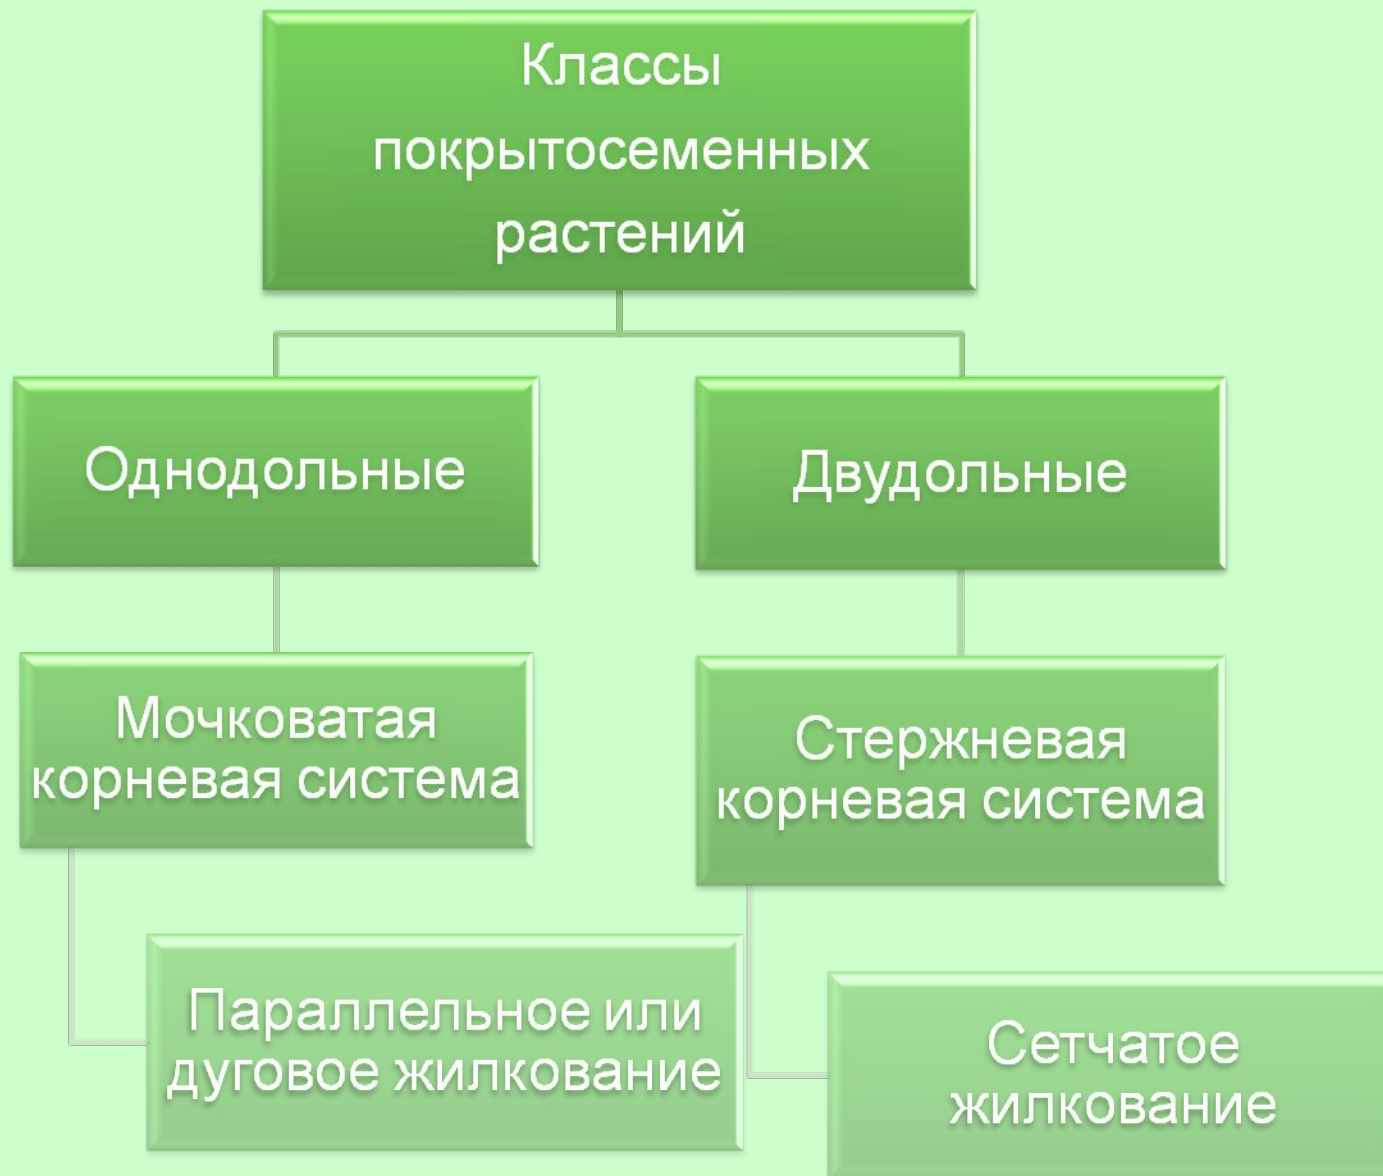 Классы
покрытосеменных
растений
Однодольные
Двудольные
Мочковатая
корневая система
Стержневая
корневая система
Параллельное или
дуговое жилкование
Сетчатое
жилкование